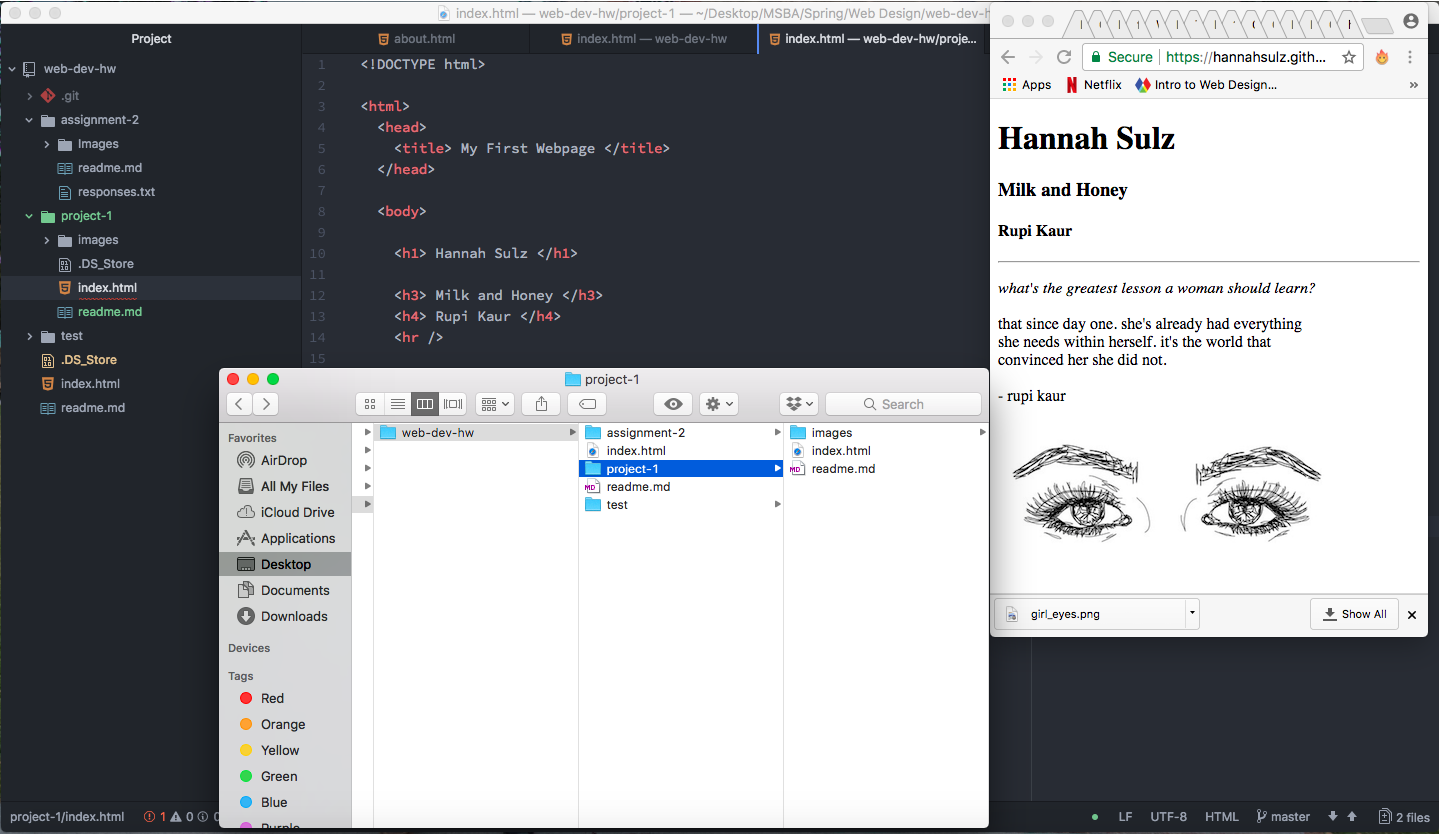 index.html — web-dev-hw/project-1 — ~/Desktop/MSBA/Spring/Web Design/web-dev-h
Project
web-dev-hw
.git
assignment-2
Images
readme.md
responses.txt
project-1
images
.DS_Store
index.html
readme.md
test
.DS_Store
index.html
readme.md
about.html
index.html — web-dev-hw
index.html — web-dev-hw/proje...
1 <!DOCTYPE html>
2
3 <html>
4 <head>
5 <title> My First Webpage </title>
6 </head>
7
8 <body>
9
10 <h1> Hannah Sulz </h1>
11
12 <h3> Milk and Honey </h3>
13 <h4> Rupi Kaur </h4>
14 <hr />
15
Secure https://hannahsulz.gith...
Apps Netflix Intro to Web Design... »
Hannah Sulz
Milk and Honey
Rupi Kaur
what's the greatest lesson a woman should learn?
that since day one. she's already had everything
she needs within herself. it's the world that
convinced her she did not.
- rupi kaur
girl_eyes.png
Show All
project-1
Search
Favorites
AirDrop
All My Files
iCloud Drive
Applications
Desktop
Documents
Downloads
Devices
Tags
Red
Orange
Yellow
Green
Blue
Purple
web-dev-hw
assignment-2
index.html
project-1
readme.md
test
images
index.html
readme.md
project-1/index.html 1 0 0
LF UTF-8 HTML master 2 files